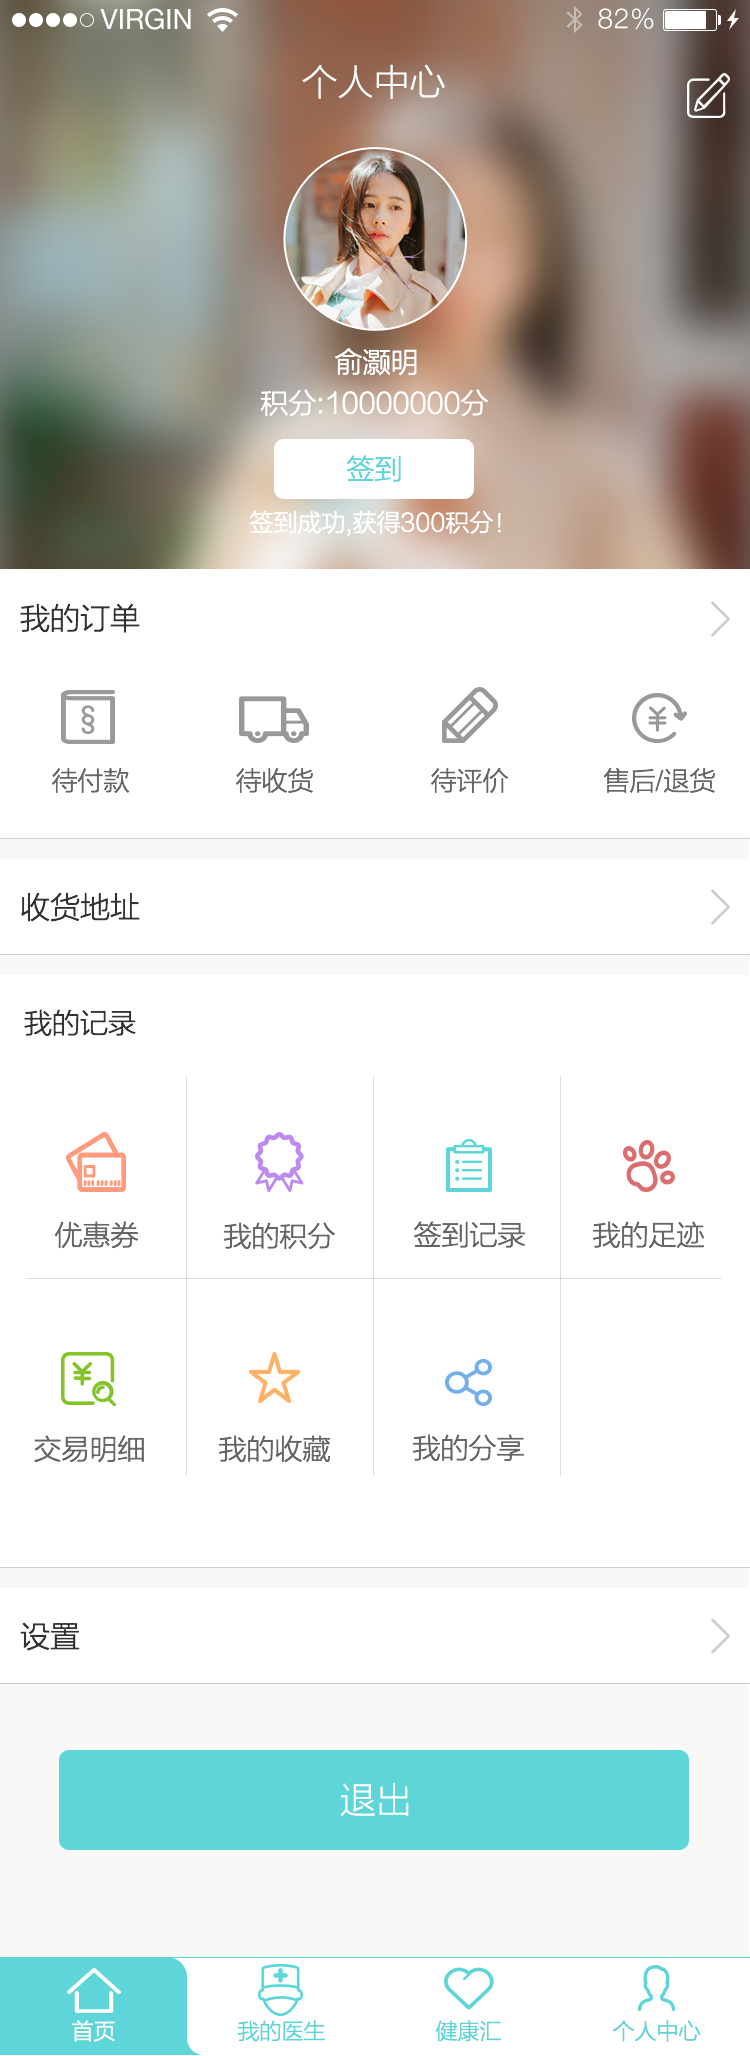 VIRGIN 82%
个人中心
俞灏明
积分:10000000分
签到
签到成功,获得300积分!
我的订单
§ ¥
待付款 待收货 待评价 售后/退货
收货地址
我的记录
优惠券 我的积分 签到记录 我的足迹
¥
交易明细 我的收藏 我的分享
设置
退出
首页 我的医生 健康汇 个人中心